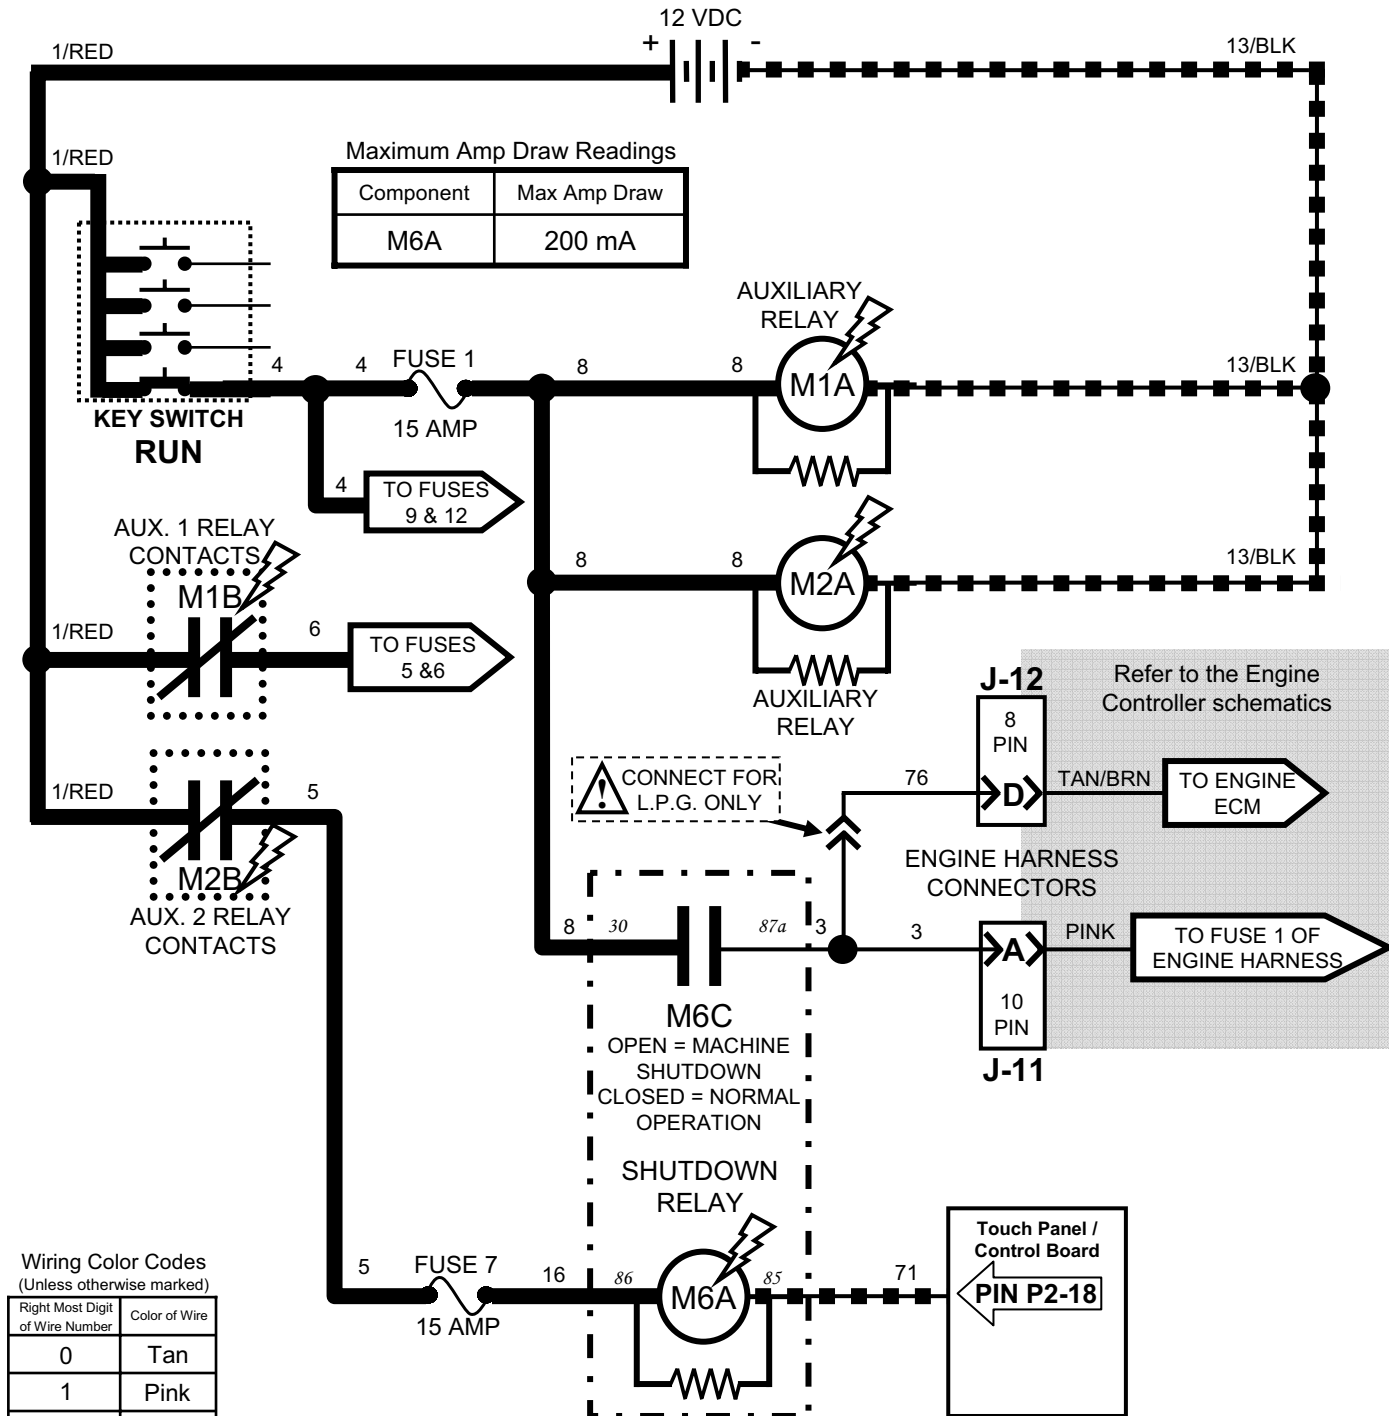 12 VDC
+ -
1/RED
13/BLK
1/RED
Maximum Amp Draw Readings
Component Max Amp Draw
M6A 200 mA
AUXILIARY
RELAY
M1A
4 4 FUSE 1 8 8
13/BLK
15 AMP
KEY SWITCH
RUN
4 TO FUSES
9 & 12
AUX. 1 RELAY
CONTACTS
M1B
8 8
M2A
13/BLK
1/RED 6
TO FUSES
5 &6
AUXILIARY
RELAY
J-12
8
PIN
D
Refer to the Engine
Controller schematics
CONNECT FOR
L.P.G. ONLY
76
TAN/BRN
TO ENGINE
ECM
1/RED 5
M2B
AUX. 2 RELAY
CONTACTS
ENGINE HARNESS
CONNECTORS
8 30 87a 3 3
A
10
PIN
J-11
PINK
TO FUSE 1 OF
ENGINE HARNESS
M6C
OPEN = MACHINE
SHUTDOWN
CLOSED = NORMAL
OPERATION
SHUTDOWN
RELAY
5 FUSE 7 16 86 M6A 85 71
15 AMP
Touch Panel /
Control Board
PIN P2-18
Wiring Color Codes
(Unless otherwise marked)
Right Most Digit
of Wire Number
Color of Wire
0 Tan
1 Pink